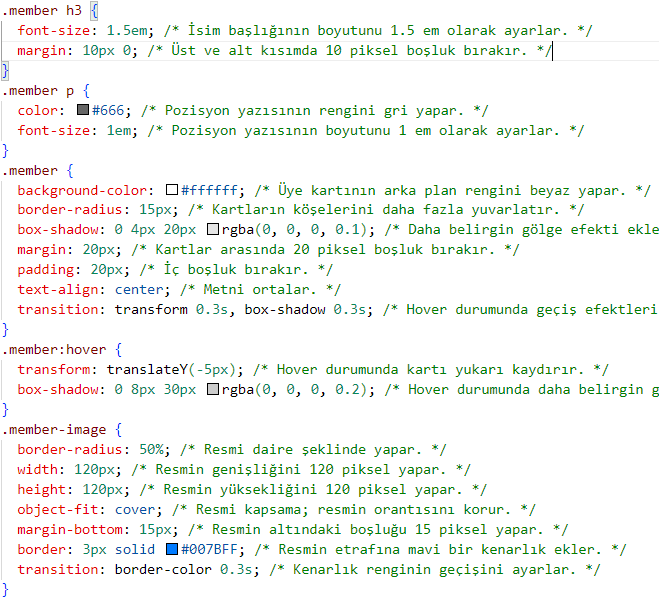 .member h3 {
font-size: 1.5em; /* İsim başlığının boyutunu 1.5 em olarak ayarlar. */
margin: 10px 0; /* Üst ve alt kısımda 10 piksel boşluk bırakır. */
}
.member p {
color: #666; /* Pozisyon yazısının rengini gri yapar. */
font-size: 1em; /* Pozisyon yazısının boyutunu 1 em olarak ayarlar. */
}
.member {
background-color: #ffffff; /* Üye kartının arka plan rengini beyaz yapar. */
border-radius: 15px; /* Kartların köşelerini daha fazla yuvarlatır. */
box-shadow: 0 4px 20px rgba(0, 0, 0, 0.1); /* Daha belirgin gölge efekti ekle
margin: 20px; /* Kartlar arasında 20 piksel boşluk bırakır. */
padding: 20px; /* İç boşluk bırakır. */
text-align: center; /* Metni ortalar. */
transition: transform 0.3s, box-shadow 0.3s; /* Hover durumunda geçiş efektleri
}
.member:hover {
transform: translateY(-5px); /* Hover durumunda kartı yukarı kaydırır. */
box-shadow: 0 8px 30px rgba(0, 0, 0, 0.2); /* Hover durumunda daha belirgin g
}
.member-image {
border-radius: 50%; /* Resmi daire şeklinde yapar. */
width: 120px; /* Resmin genişliğini 120 piksel yapar. */
height: 120px; /* Resmin yüksekliğini 120 piksel yapar. */
object-fit: cover; /* Resmi kapsama; resmin orantısını korur. */
margin-bottom: 15px; /* Resmin altındaki boşluğu 15 piksel yapar. */
border: 3px solid #007BFF; /* Resmin etrafına mavi bir kenarlık ekler. */
transition: border-color 0.3s; /* Kenarlık renginin geçişini ayarlar. */
}